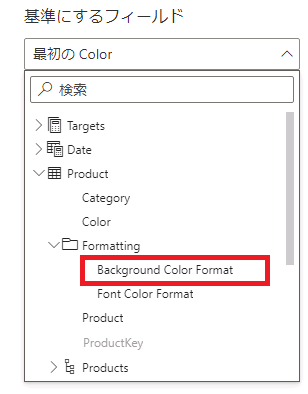 基準にするフィールド
最初の Color
検索
Targets
Date
Product
Category
Color
Formatting
Background Color Format
Font Color Format
Product
ProductKey
Products